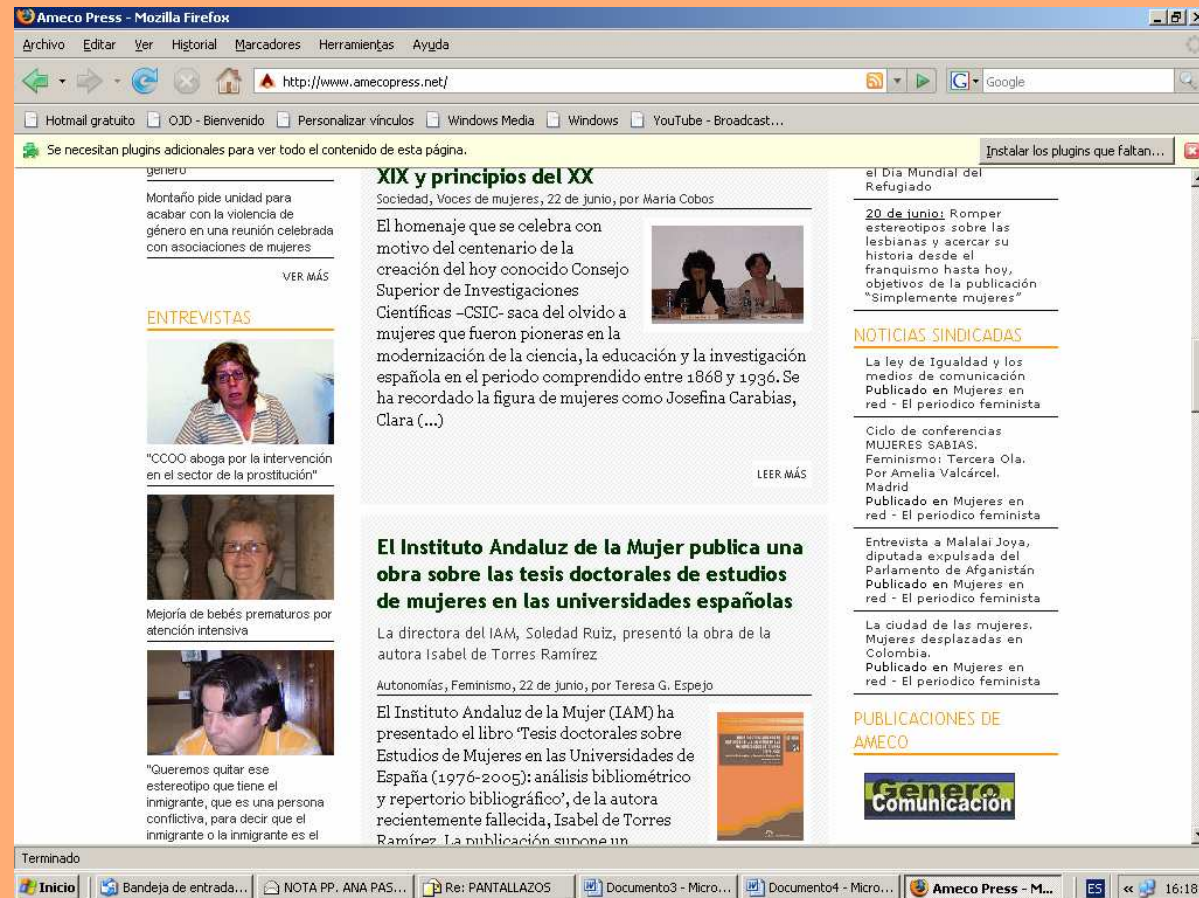 Ameco Press - Mozilla Firefox
Archivo Editar Ver Historial Marcadores Herramientas Ayuda
http://www.amecopress.net/
Google
Hotmail gratuito OJD - Bienvenido Personalizar vínculos Windows Media Windows YouTube - Broadcast...
Se necesitan plugins adicionales para ver todo el contenido de esta página.
Instalar los plugins que faltan...
género
Montaño pide unidad para
acabar con la violencia de
género en una reunión celebrada
con asociaciones de mujeres
VER MÁS
ENTREVISTAS
"CCOO aboga por la intervención
en el sector de la prostitución"
Mejoría de bebés prematuros por
atención intensiva
"Queremos quitar ese
estereotipo que tiene el
inmigrante, que es una persona
conflictiva, para decir que el
inmigrante o la inmigrante es el
XIX y principios del XX
Sociedad, Voces de mujeres, 22 de junio, por María Cobos
El homenaje que se celebra con
motivo del centenario de la
creación del hoy conocido Consejo
Superior de Investigaciones
Científicas –CSIC- saca del olvido a
mujeres que fueron pioneras en la
modernización de la ciencia, la educación y la investigación
española en el periodo comprendido entre 1868 y 1936. Se
ha recordado la figura de mujeres como Josefina Carabias,
Clara (...)
LEER MÁS
El Instituto Andaluz de la Mujer publica una
obra sobre las tesis doctorales de estudios
de mujeres en las universidades españolas
La directora del IAM, Soledad Ruiz, presentó la obra de la
autora Isabel de Torres Ramírez
Autonomías, Feminismo, 22 de junio, por Teresa G. Espejo
El Instituto Andaluz de la Mujer (IAM) ha
presentado el libro ‘Tesis doctorales sobre
Estudios de Mujeres en las Universidades de
España (1976-2005): análisis bibliométrico
y repertorio bibliográfico’, de la autora
recientemente fallecida, Isabel de Torres
Ramírez. La publicación supone un
el Día Mundial del
Refugiado
20 de junio: Romper
estereotipos sobre las
lesbianas y acercar su
historia desde el
franquismo hasta hoy,
objetivos de la publicación
"Simplemente mujeres"
NOTICIAS SINDICADAS
La ley de Igualdad y los
medios de comunicación
Publicado en Mujeres en
red - El periodico feminista
Ciclo de conferencias
MUJERES SABIAS.
Feminismo: Tercera Ola.
Por Amelia Valcárcel.
Madrid
Publicado en Mujeres en
red - El periodico feminista
Entrevista a Malalai Joya,
diputada expulsada del
Parlamento de Afganistán
Publicado en Mujeres en
red - El periodico feminista
La ciudad de las mujeres.
Mujeres desplazadas en
Colombia.
Publicado en Mujeres en
red - El periodico feminista
PUBLICACIONES DE
AMECO
Género
Comunicación
Terminado
Inicio Bandeja de entrada... NOTA PP. ANA PAS... Re: PANTALLAZOS Documento3 - Micro... Documento4 - Micro... Ameco Press - M... ES « 16:18